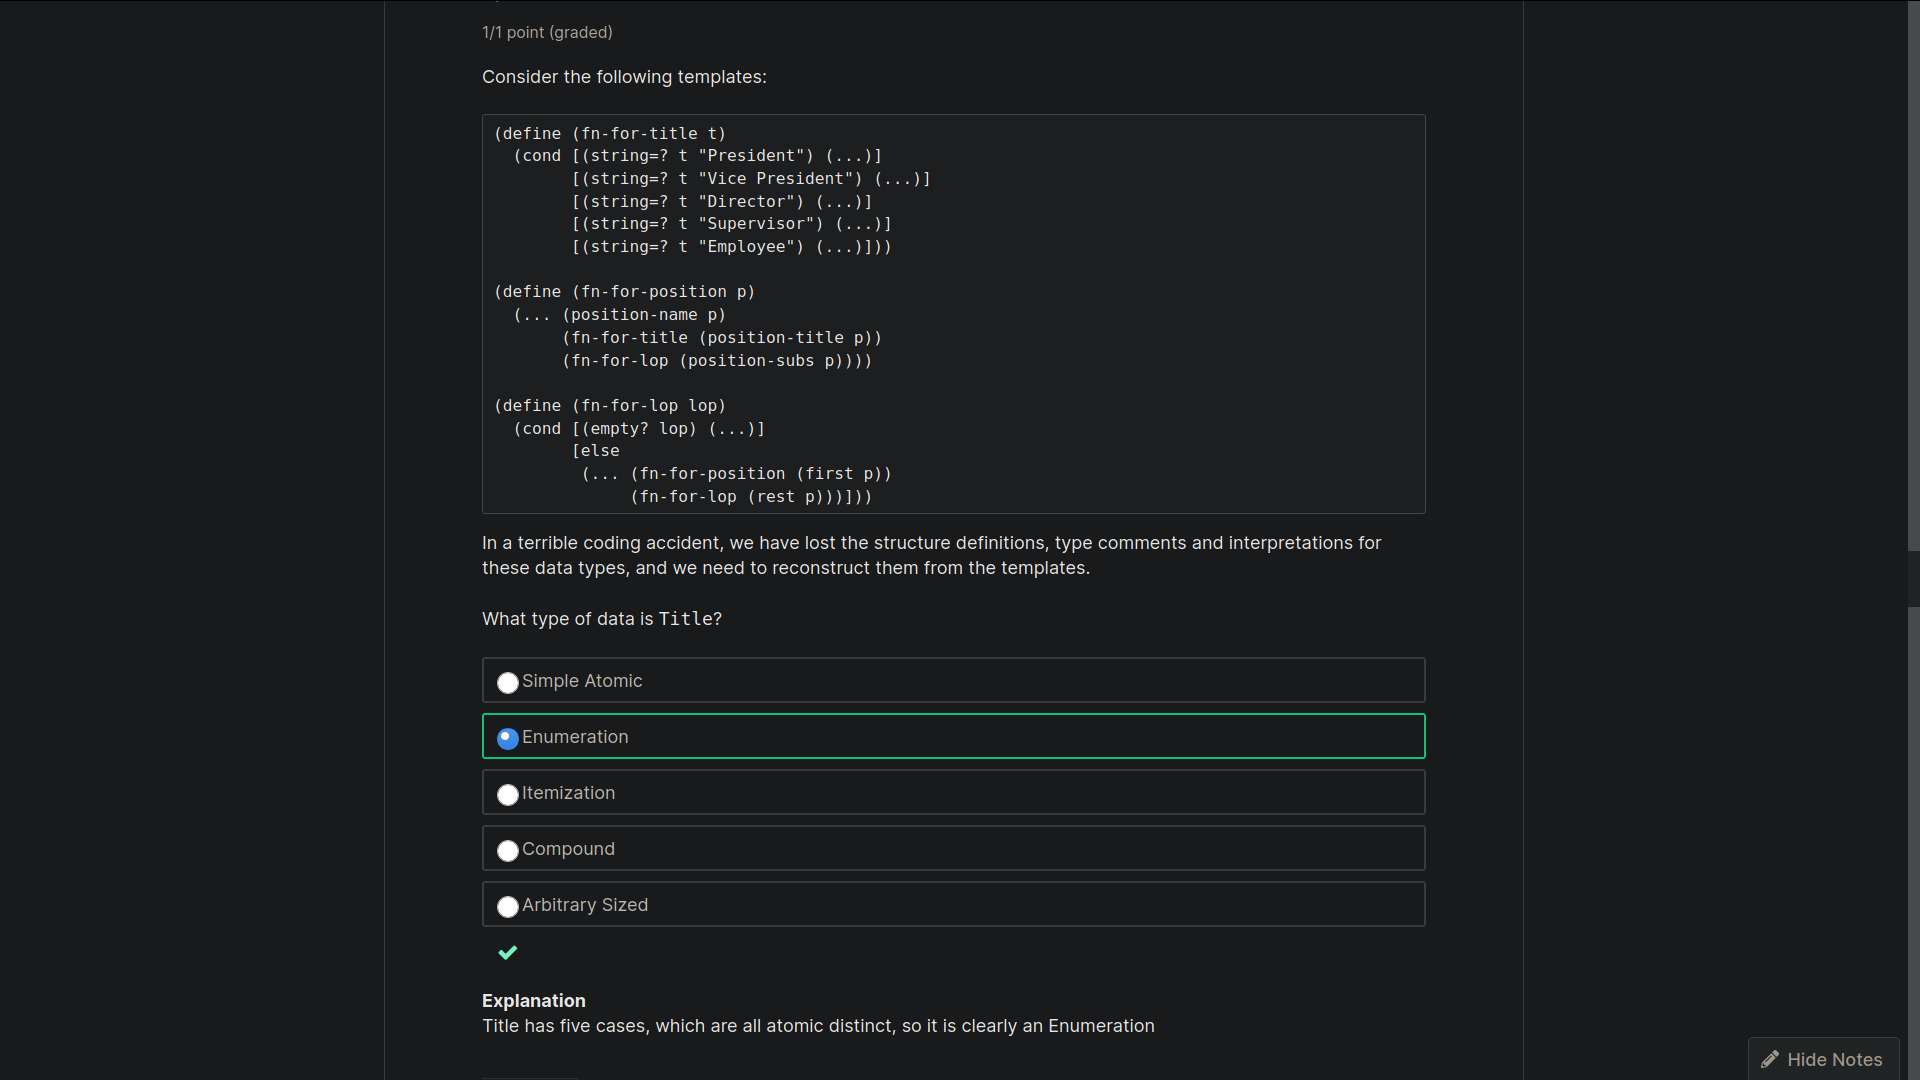 1/1 point (graded)
Consider the following templates:
(define (fn-for-title t)
  (cond [(string=? t "President") (...)]
        [(string=? t "Vice President") (...)]
        [(string=? t "Director") (...)]
        [(string=? t "Supervisor") (...)]
        [(string=? t "Employee") (...)]))
(define (fn-for-position p)
  (... (position-name p)
       (fn-for-title (position-title p))
       (fn-for-lop (position-subs p))))
(define (fn-for-lop lop)
  (cond [(empty? lop) (...)]
        [else
         (... (fn-for-position (first p))
              (fn-for-lop (rest p)))]))
In a terrible coding accident, we have lost the structure definitions, type comments and interpretations for
these data types, and we need to reconstruct them from the templates.
What type of data is Title?
Simple Atomic
Enumeration
Itemization
Compound
Arbitrary Sized
Explanation
Title has five cases, which are all atomic distinct, so it is clearly an Enumeration
Hide Notes